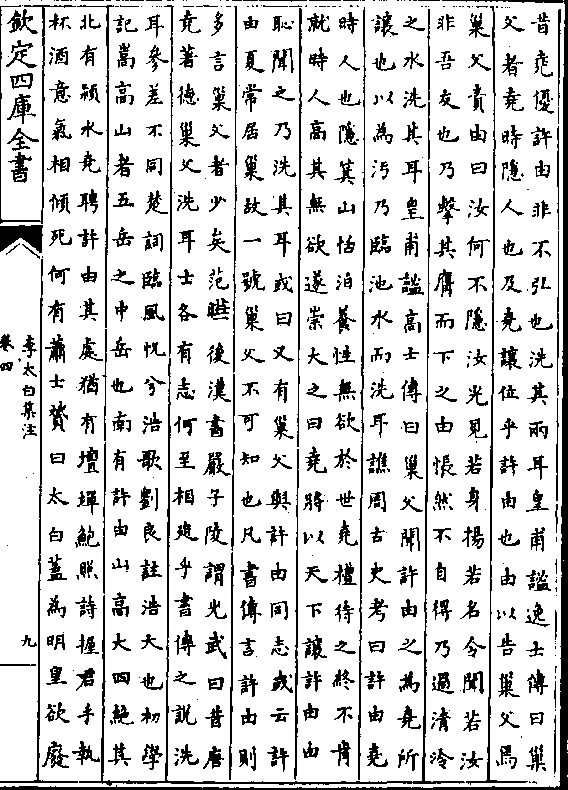 昔堯優許由非不弘也洗其兩耳皇甫謐逸士傳曰巢
父者堯時隱人也及堯讓位乎許由也由以告巢父焉
巢父責由曰汝何不隱汝光見若身揚若名令聞若汝
非吾友也乃擊其膺而下之由悵然不自得乃過清泠
之水洗其耳皇甫謐高士傳曰巢父聞許由之為堯所
讓也以為汚乃臨池水而洗耳譙周古史考曰許由堯
時人也隱箕山恬泊養性無欲於世堯禮待之終不肯
就時人高其無欲遂崇大之曰堯將以天下讓許由由
恥聞之乃洗其耳或曰又有巢父與許由同志或云許
由夏常居巢故一號巢父不可知也凡書傳言許由則
多言巢父者少矣范曄後漢書嚴子陵謂光武曰昔唐
堯著德巢父洗耳士各有志何至相迫乎書傳之説洗
耳參差不同楚詞臨風怳兮浩歌劉良註浩大也初學
記嵩高山者五岳之中岳也南有許由山高大四絶其
北有潁水堯聘許由其處猶有壇墠鮑照詩握君手執
杯酒意氣相傾死何有蕭士贇曰太白蓋為明皇欲廢
欽定四庫全書
李太白集注
卷四
九